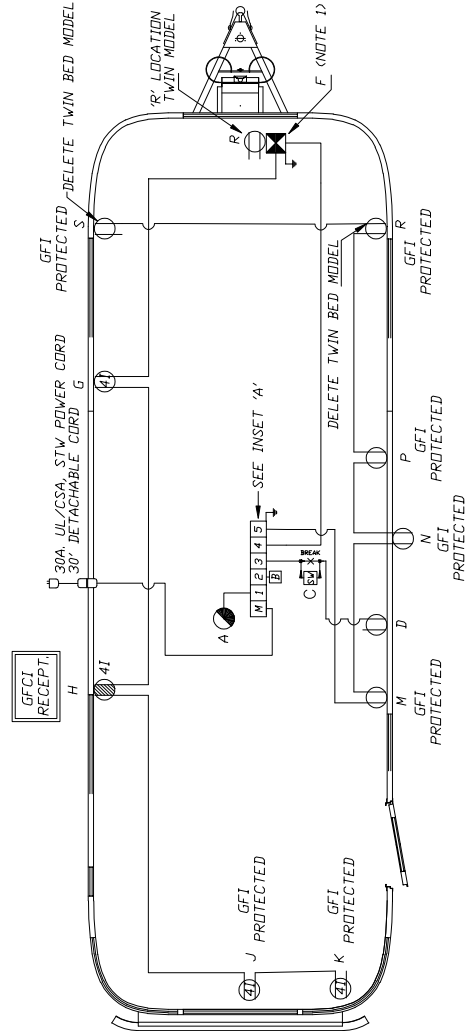 GFCI
RECEPT.
H
41
30A. UL/CSA, STW POWER CORD
30' DETACHABLE CORD
G
41
GFI
PROTECTED
S
DELETE TWIN BED MODEL
'R' LOCATION
TWIN MODEL
R
F (NOTE 1)
A
M 1 2 3 4 5
B
SEE INSET 'A'
BREAK
SW
C
DELETE TWIN BED MODEL
41
J
GFI
PROTECTED
41
K
GFI
PROTECTED
M
GFI
PROTECTED
D
N
GFI
PROTECTED
P
GFI
PROTECTED
R
GFI
PROTECTED